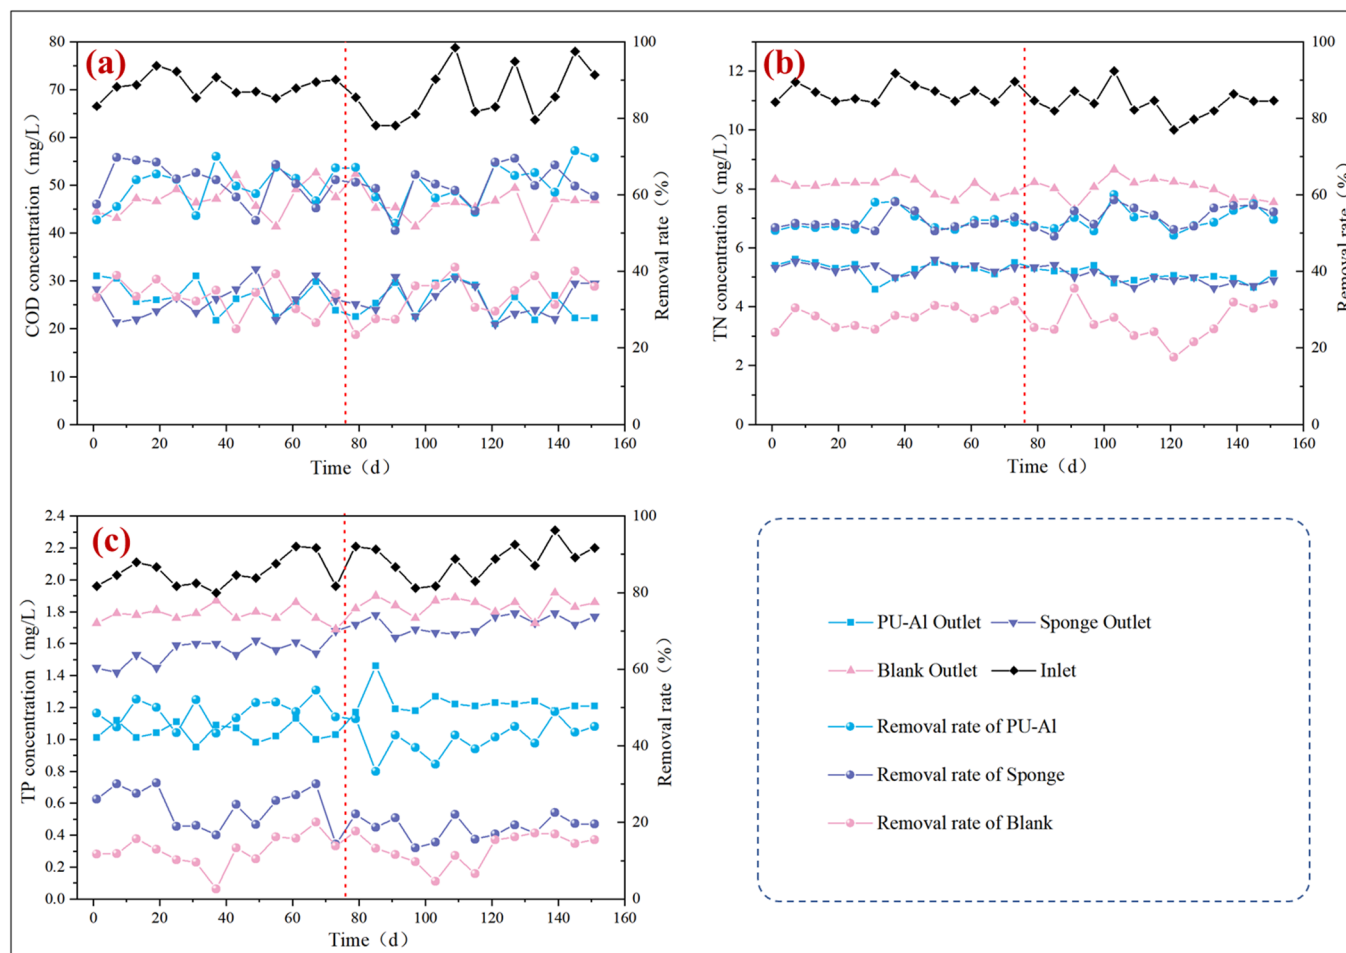 (a)
COD concentration (mg/L)
80
70
60
50
40
30
20
10
0
100
80
60
40
20
0
Removal rate (%)
0 20 40 60 80 100 120 140 160
Time (d)
(b)
TN concentration (mg/L)
12
10
8
6
4
2
0
100
80
60
40
20
0
Removal rate (%)
0 20 40 60 80 100 120 140 160
Time (d)
(c)
TP concentration (mg/L)
2.4
2.2
2.0
1.8
1.6
1.4
1.2
1.0
0.8
0.6
0.4
0.2
0.0
100
80
60
40
20
0
Removal rate (%)
0 20 40 60 80 100 120 140 160
Time (d)
PU-Al Outlet Sponge Outlet
Blank Outlet Inlet
Removal rate of PU-Al
Removal rate of Sponge
Removal rate of Blank